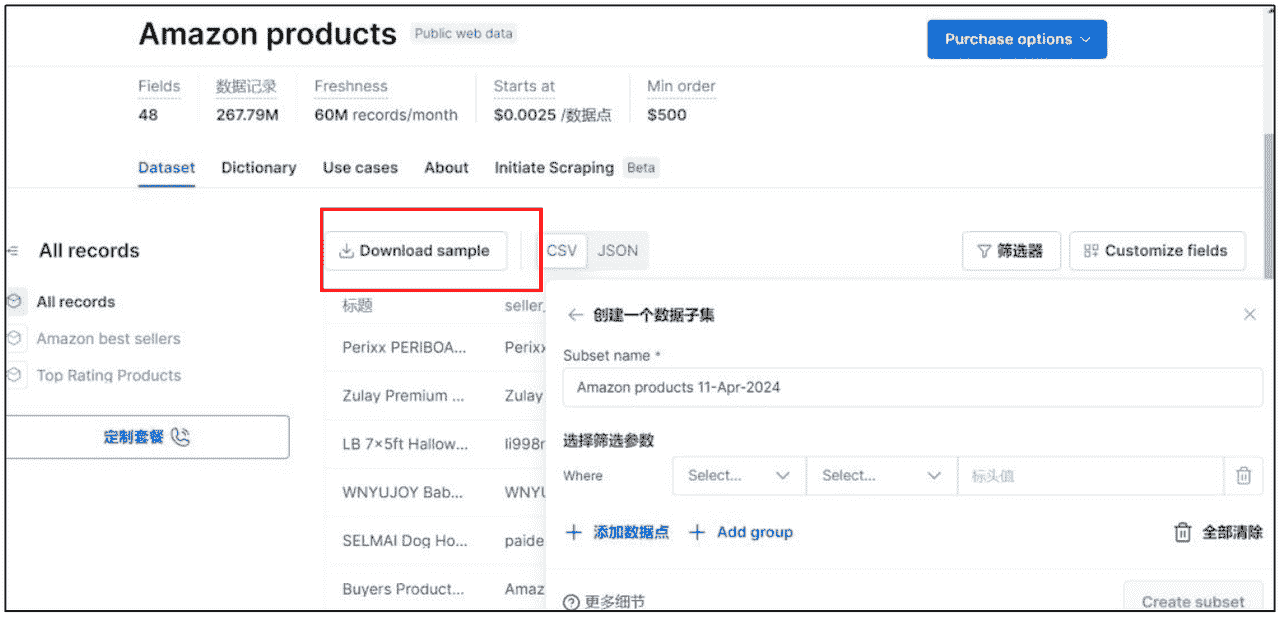 Amazon products Public web data Purchase options
Fields 数据记录 Freshness Starts at Min order
48 267.79M 60M records/month $0.0025 /数据点 $500
Dataset Dictionary Use cases About Initiate Scraping Beta
All records Download sample CSV JSON 筛选器 Customize fields
All records
Amazon best sellers
Top Rating Products
定制套餐
标题 seller_
Perixx PERIBOA... Perixx
Zulay Premium ... Zulay
LB 7×5ft Hallow... li998r
WNYUJOY Bab... WNYU
SELMAI Dog Ho... paide
Buyers Product... Amaz
创建一个数据子集
Subset name *
Amazon products 11-Apr-2024
选择筛选参数
Where Select... Select... 标头值
添加数据点 Add group 全部清除
更多细节 Create subset